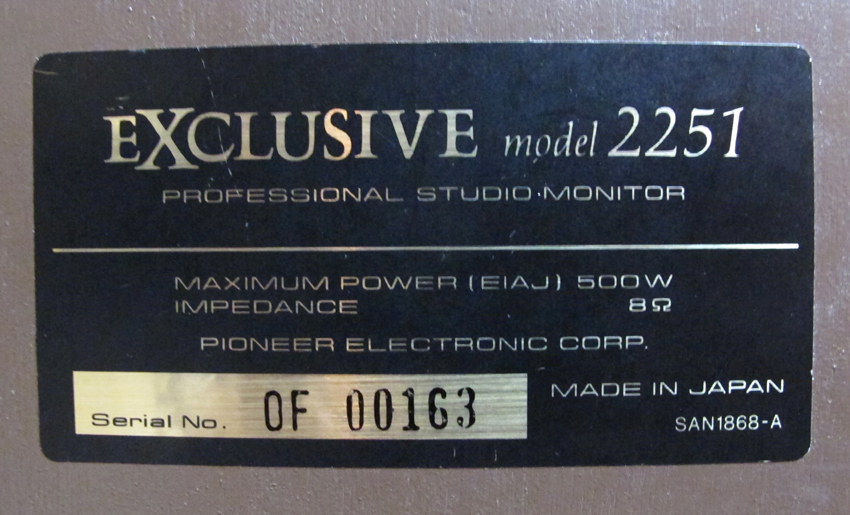 EXCLUSIVE model 2251
PROFESSIONAL STUDIO·MONITOR
MAXIMUM POWER (EIAJ) 500W
IMPEDANCE 8Ω
PIONEER ELECTRONIC CORP.
Serial No. OF 00163
MADE IN JAPAN
SAN1868-A